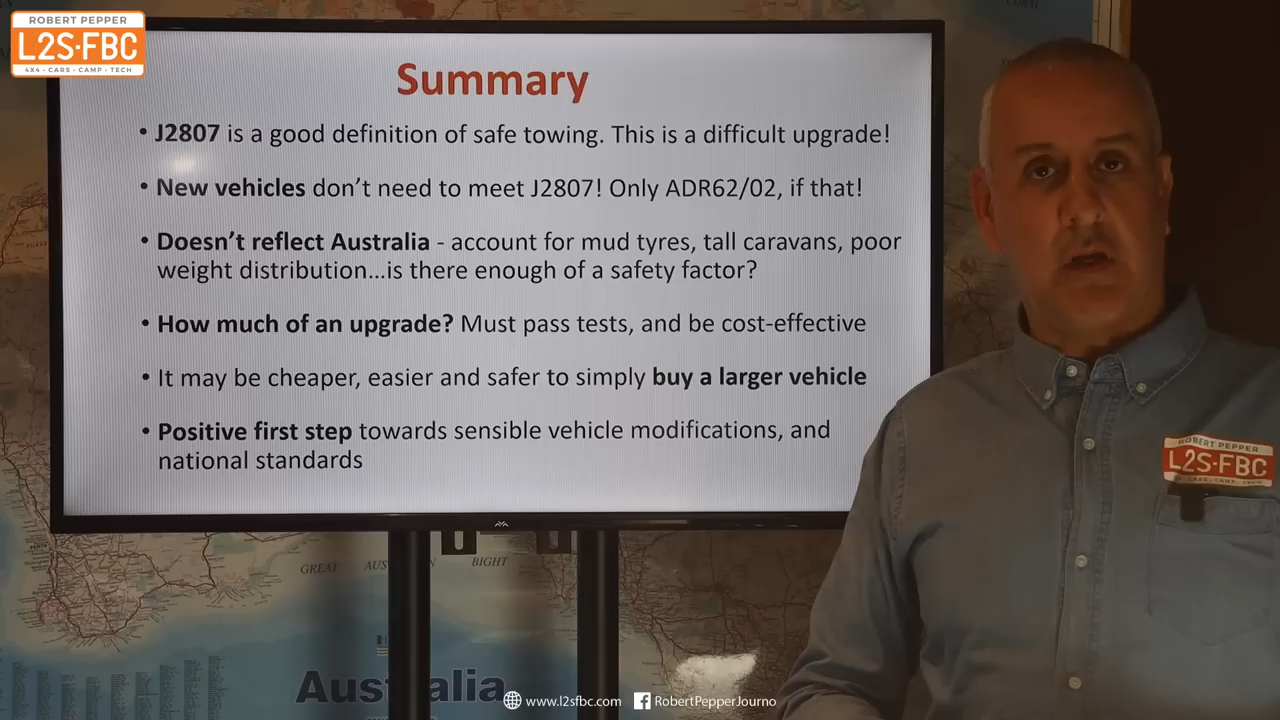 ROBERT PEPPER
L2S·FBC
4X4 · CARS · CAMP · TECH
Summary
• J2807 is a good definition of safe towing. This is a difficult upgrade!
• New vehicles don't need to meet J2807! Only ADR62/02, if that!
• Doesn't reflect Australia - account for mud tyres, tall caravans, poor
weight distribution...is there enough of a safety factor?
• How much of an upgrade? Must pass tests, and be cost-effective
• It may be cheaper, easier and safer to simply buy a larger vehicle
• Positive first step towards sensible vehicle modifications, and
national standards
ROBERT PEPPER
L2S·FBC
GREAT
BIGHT
Australia
www.l2sfbc.com
RobertPepperJourno